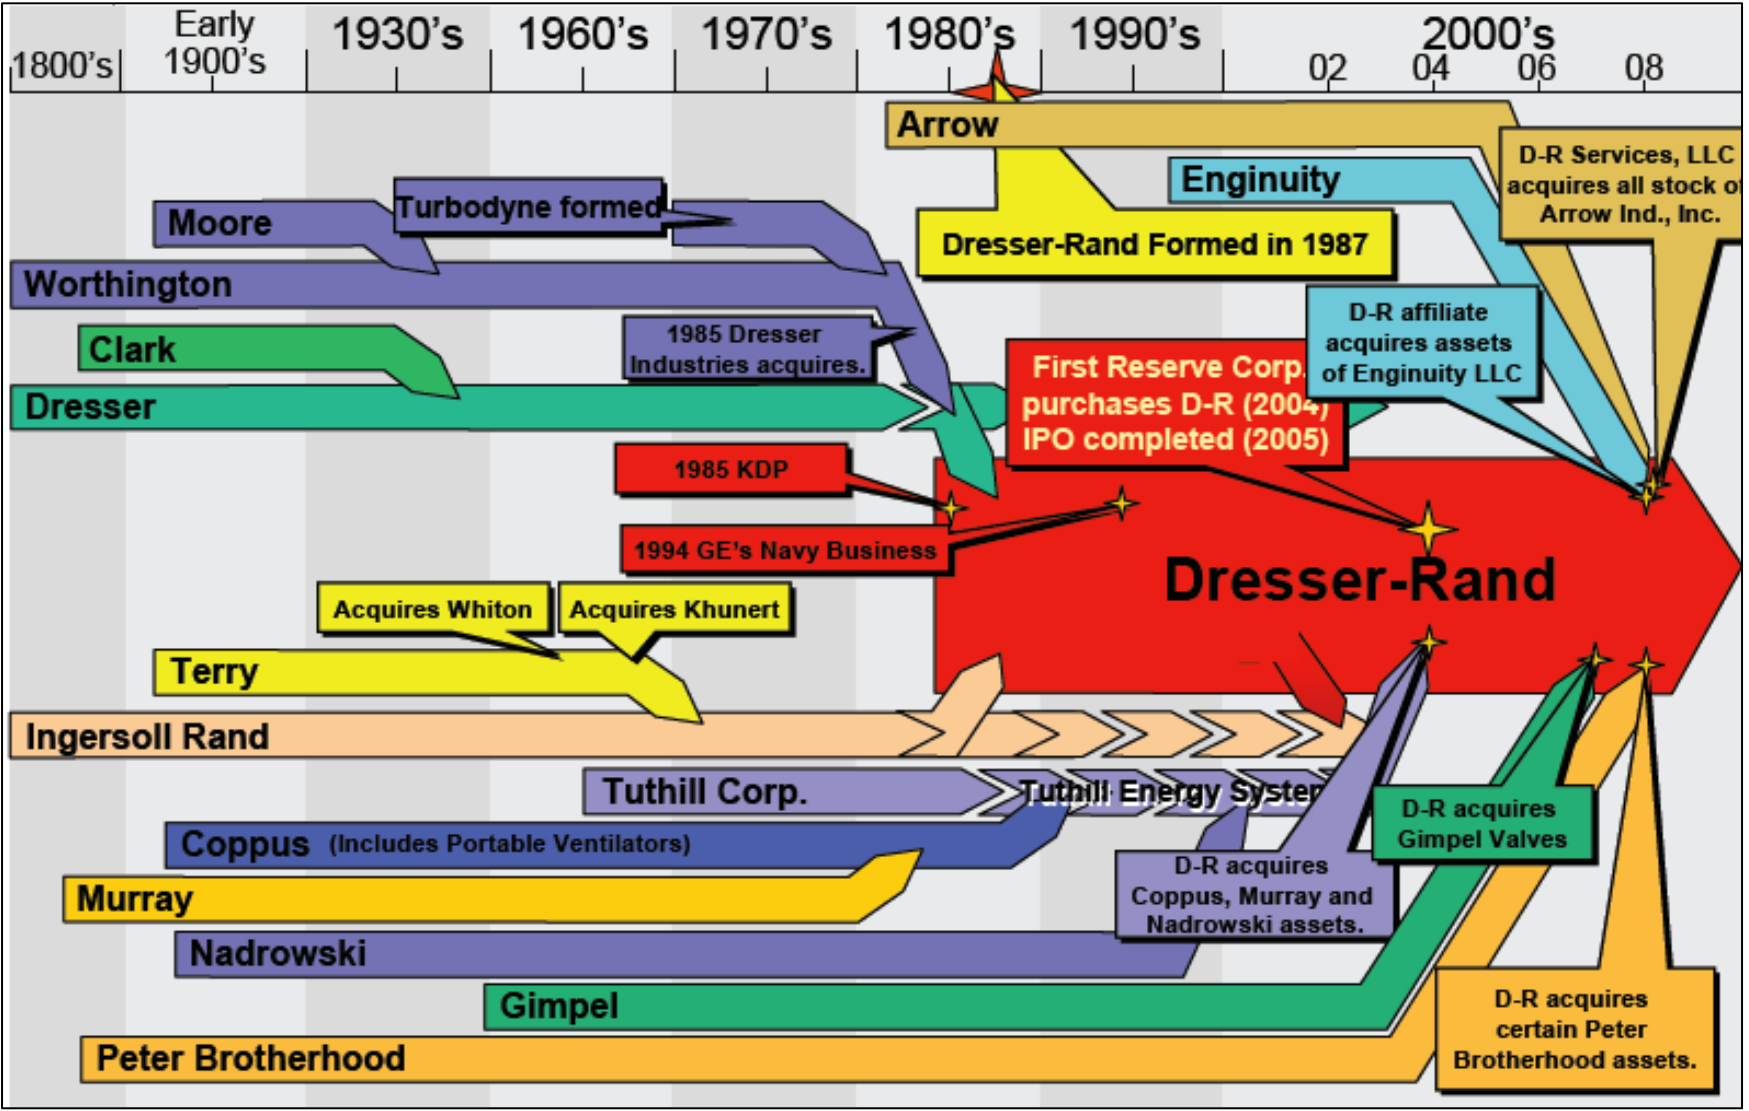 Early
1800's
1900's
1930's
1960's
1970's
1980's
1990's
2000's
02
04
06
08
Arrow
D-R Services, LLC
acquires all stock of
Arrow Ind., Inc.
Enginuity
Turbodyne formed
Moore
Dresser-Rand Formed in 1987
Worthington
D-R affiliate
acquires assets
of Enginuity LLC
1985 Dresser
Industries acquires.
Clark
First Reserve Corp.
purchases D-R (2004)
IPO completed (2005)
Dresser
1985 KDP
1994 GE's Navy Business
Dresser-Rand
Acquires Whiton
Acquires Khunert
Terry
Ingersoll Rand
Tuthill Corp.
Tuthill Energy System
D-R acquires
Gimpel Valves
Coppus (Includes Portable Ventilators)
D-R acquires
Coppus, Murray and
Nadrowski assets.
Murray
Nadrowski
Gimpel
D-R acquires
certain Peter
Brotherhood assets.
Peter Brotherhood